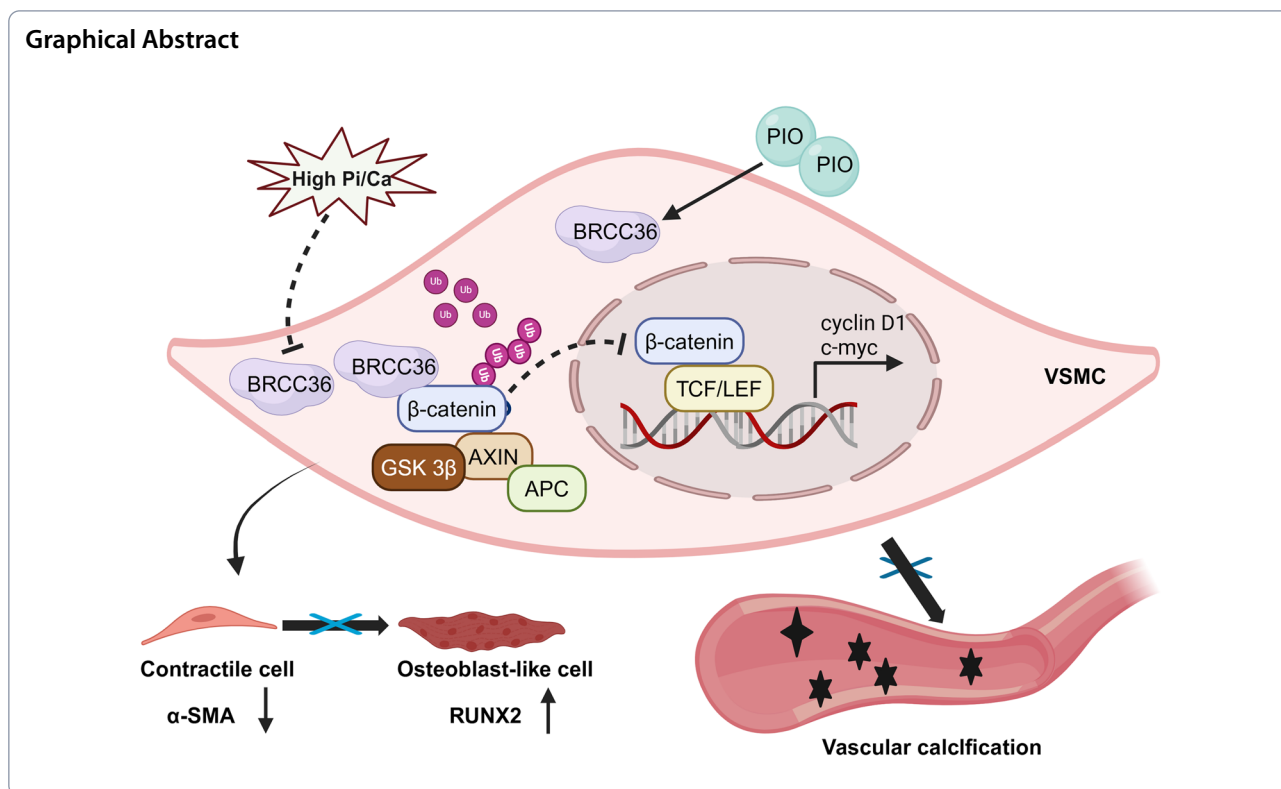 Graphical Abstract
High Pi/Ca
PIO
PIO
BRCC36
Ub
Ub
Ub
Ub
Ub
Ub
Ub
Ub
BRCC36
BRCC36
β-catenin
GSK 3β
AXIN
APC
β-catenin
TCF/LEF
cyclin D1
c-myc
VSMC
Contractile cell
Osteoblast-like cell
α-SMA
RUNX2
Vascular calclfication